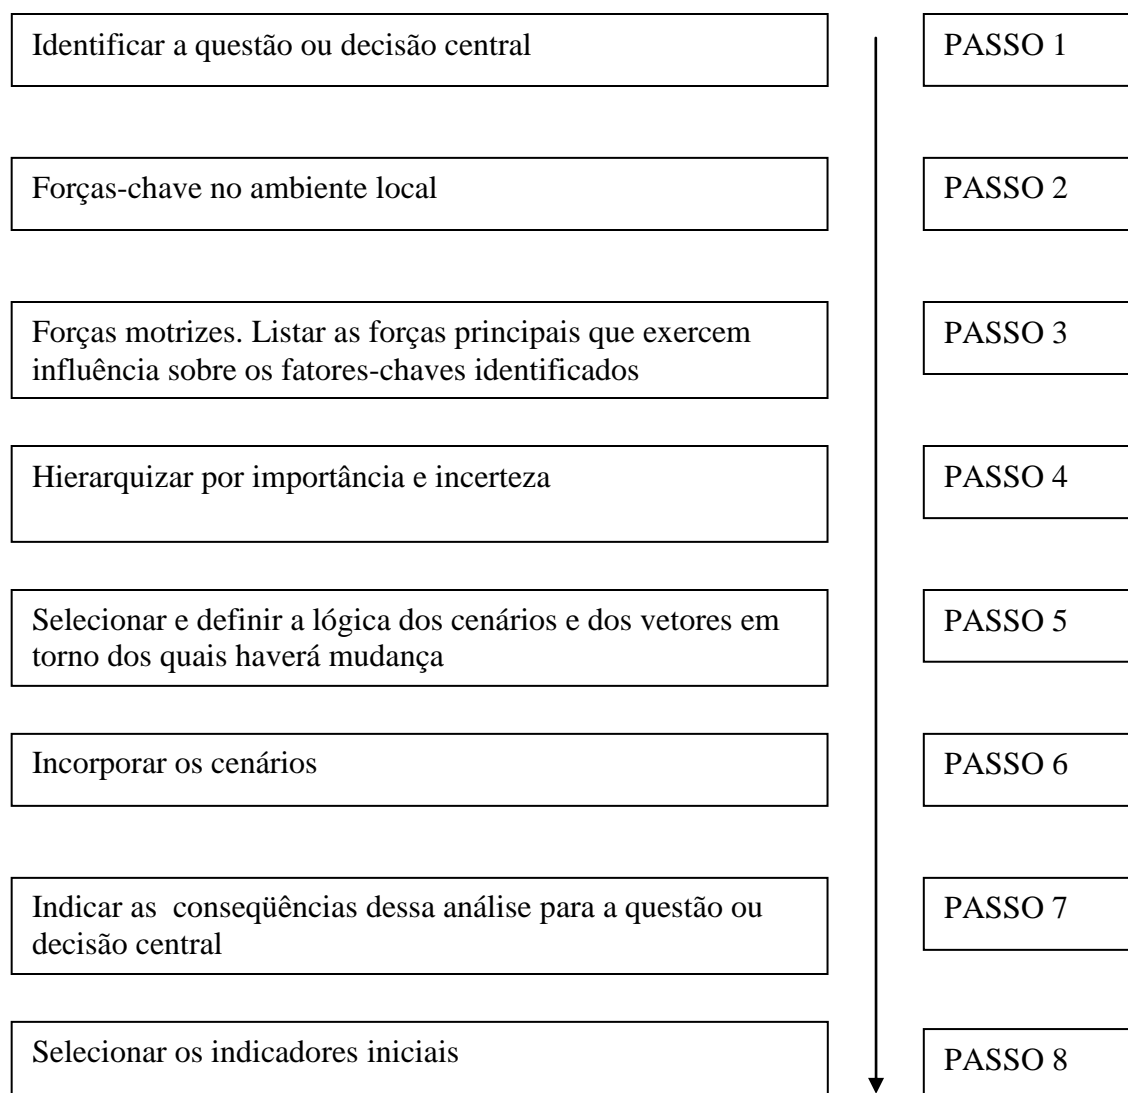 Identificar a questão ou decisão central
PASSO 1
Forças-chave no ambiente local
PASSO 2
Forças motrizes. Listar as forças principais que exercem
influência sobre os fatores-chaves identificados
PASSO 3
Hierarquizar por importância e incerteza
PASSO 4
Selecionar e definir a lógica dos cenários e dos vetores em
torno dos quais haverá mudança
PASSO 5
Incorporar os cenários
PASSO 6
Indicar as  conseqüências dessa análise para a questão ou
decisão central
PASSO 7
Selecionar os indicadores iniciais
PASSO 8